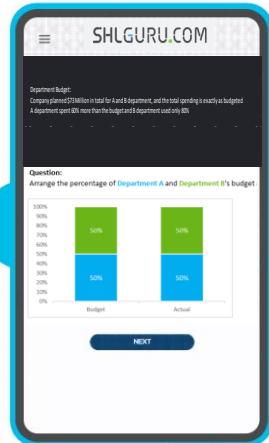 SHLGURU.COM
Department Budget:
Company planned $73 Million in total for A and B department, and the total spending is exactly as budgeted
A department spent 60% more than the budget and B department used only 80%
Question:
Arrange the percentage of Department A and Department B's budget
100%
90%
80%
70%
60%
50%
40%
30%
20%
10%
0%
50%
50%
50%
50%
Budget
Actual
NEXT